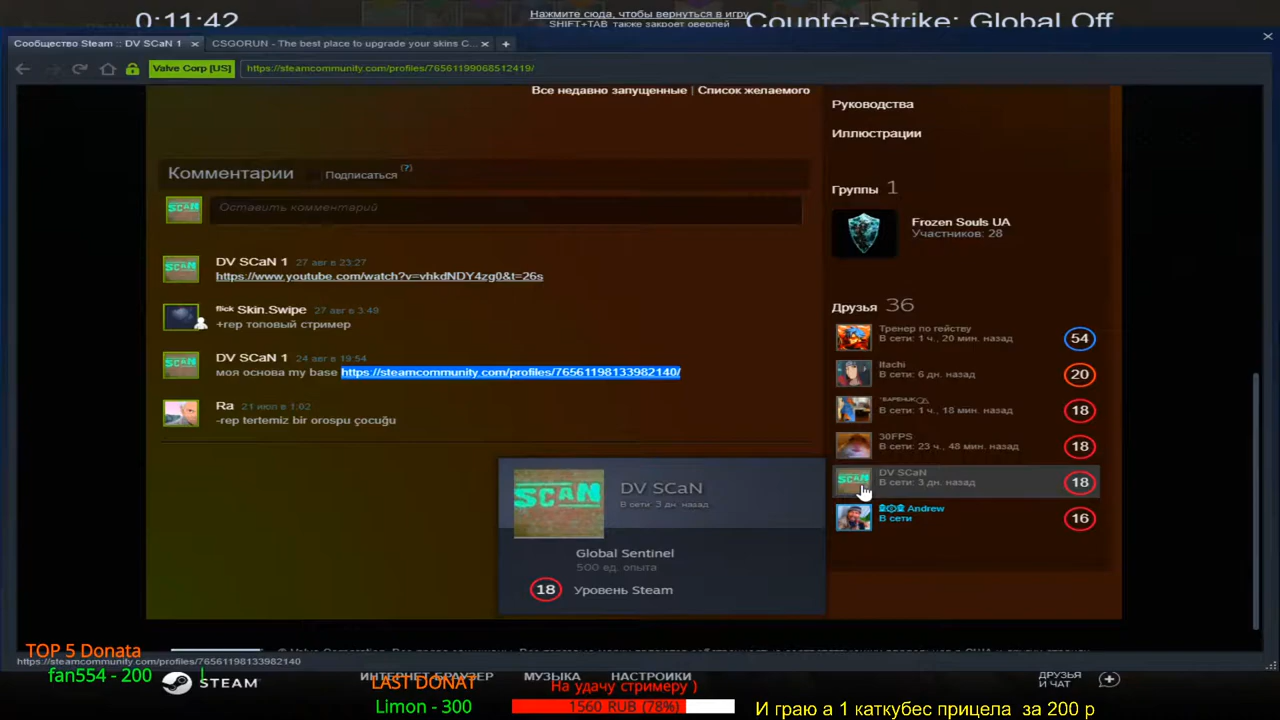 0:11:42
Нажмите сюда, чтобы вернуться в игру
SHIFT+TAB также закроет оверлей
Counter-Strike: Global Off
Сообщество Steam :: DV SCaN 1 ×
CSGORUN - The best place to upgrade your skins C... ×
+
×
Valve Corp [US]
https://steamcommunity.com/profiles/76561199068512419/
Все недавно запущенные | Список желаемого
Комментарии
Подписаться (?)
SCAN
Оставить комментарий
SCAN
DV SCaN 1 27 авг в 23:27
https://www.youtube.com/watch?v=vhkdNDY4zg0&t=26s
flick Skin.Swipe 27 авг в 3:49
+rep топовый стример
SCAN
DV SCaN 1 24 авг в 19:54
моя основа my base https://steamcommunity.com/profiles/76561198133982140/
Ra 21 июл в 1:02
-rep tertemiz bir orospu çocuğu
Руководства
Иллюстрации
Группы 1
Frozen Souls UA
Участников: 28
Друзья 36
Тренер по гейству
В сети: 1 ч., 20 мин. назад
54
Itachi
В сети: 6 дн. назад
20
В сети: 1 ч., 18 мин. назад
18
30FPS
В сети: 23 ч., 48 мин. назад
18
SCAN
DV SCaN
В сети: 3 дн. назад
18
Andrew
В сети
16
SCAN
DV SCaN
В сети: 3 дн. назад
Global Sentinel
500 ед. опыта
18
Уровень Steam
TOP 5 Donata
https://steamcommunity.com/profiles/76561198133982140
fan554 - 200
STEAM
ИНТЕРНЕТ-БРАУЗЕР
МУЗЫКА
НАСТРОЙКИ
ДРУЗЬЯ
И ЧАТ
LAST DONAT
Limon - 300
На удачу стримеру )
1560 RUB (78%)
И граю а 1 каткубес прицела за 200 р